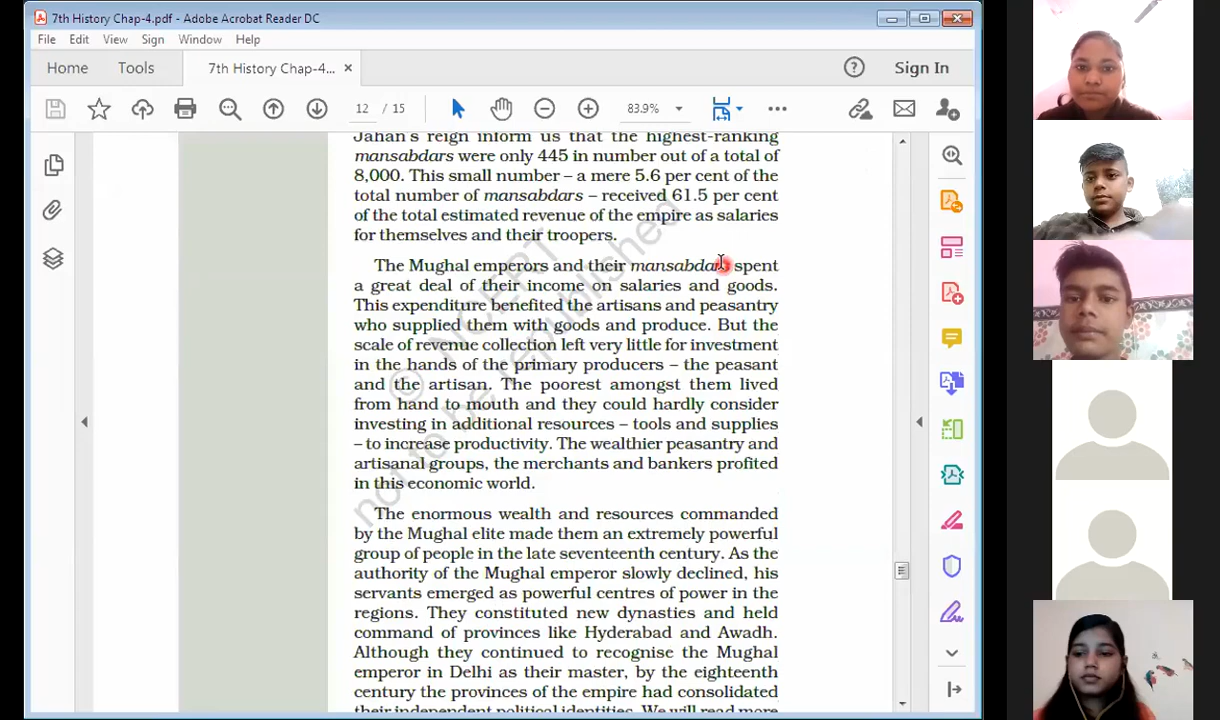 7th History Chap-4.pdf - Adobe Acrobat Reader DC
File Edit View Sign Window Help
Home Tools 7th History Chap-4... × Sign In
12 / 15 83.9%
Jahan's reign inform us that the highest-ranking
mansabdars were only 445 in number out of a total of
8,000. This small number – a mere 5.6 per cent of the
total number of mansabdars – received 61.5 per cent
of the total estimated revenue of the empire as salaries
for themselves and their troopers.
The Mughal emperors and their mansabdars spent
a great deal of their income on salaries and goods.
This expenditure benefited the artisans and peasantry
who supplied them with goods and produce. But the
scale of revenue collection left very little for investment
in the hands of the primary producers – the peasant
and the artisan. The poorest amongst them lived
from hand to mouth and they could hardly consider
investing in additional resources – tools and supplies
– to increase productivity. The wealthier peasantry and
artisanal groups, the merchants and bankers profited
in this economic world.
The enormous wealth and resources commanded
by the Mughal elite made them an extremely powerful
group of people in the late seventeenth century. As the
authority of the Mughal emperor slowly declined, his
servants emerged as powerful centres of power in the
regions. They constituted new dynasties and held
command of provinces like Hyderabad and Awadh.
Although they continued to recognise the Mughal
emperor in Delhi as their master, by the eighteenth
century the provinces of the empire had consolidated
their independent political identities. We will read more
© NCERT
not to be republished